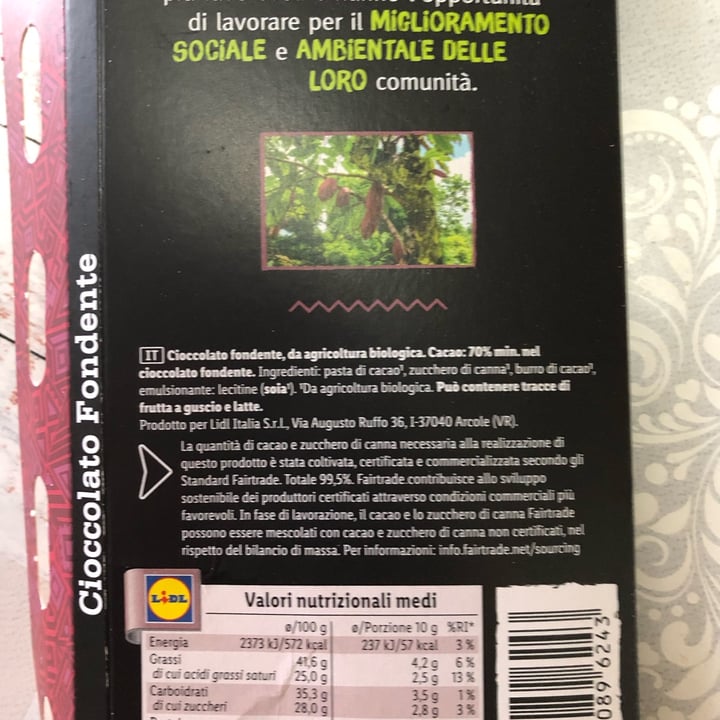 di lavorare per il MIGLIORAMENTO
SOCIALE e AMBIENTALE DELLE
LORO comunità.
Cioccolato Fondente
IT Cioccolato fondente, da agricoltura biologica. Cacao: 70% min. nel
cioccolato fondente. Ingredienti: pasta di cacao¹, zucchero di canna¹, burro di cacao¹,
emulsionante: lecitine (soia¹). ¹Da agricoltura biologica. Può contenere tracce di
frutta a guscio e latte.
Prodotto per Lidl Italia S.r.l., Via Augusto Ruffo 36, I-37040 Arcole (VR).
La quantità di cacao e zucchero di canna necessaria alla realizzazione di
questo prodotto è stata coltivata, certificata e commercializzata secondo gli
Standard Fairtrade. Totale 99,5%. Fairtrade contribuisce allo sviluppo
sostenibile dei produttori certificati attraverso condizioni commerciali più
favorevoli. In fase di lavorazione, il cacao e lo zucchero di canna Fairtrade
possono essere mescolati con cacao e zucchero di canna non certificati, nel
rispetto del bilancio di massa. Per informazioni: info.fairtrade.net/sourcing
LIDL
Valori nutrizionali medi
ø/100 g ø/Porzione 10 g %RI*
Energia 2373 kJ/572 kcal 237 kJ/57 kcal 3 %
Grassi 41,6 g 4,2 g 6 %
di cui acidi grassi saturi 25,0 g 2,5 g 13 %
Carboidrati 35,3 g 3,5 g 1 %
di cui zuccheri 28,0 g 2,8 g 3 %
089 6243